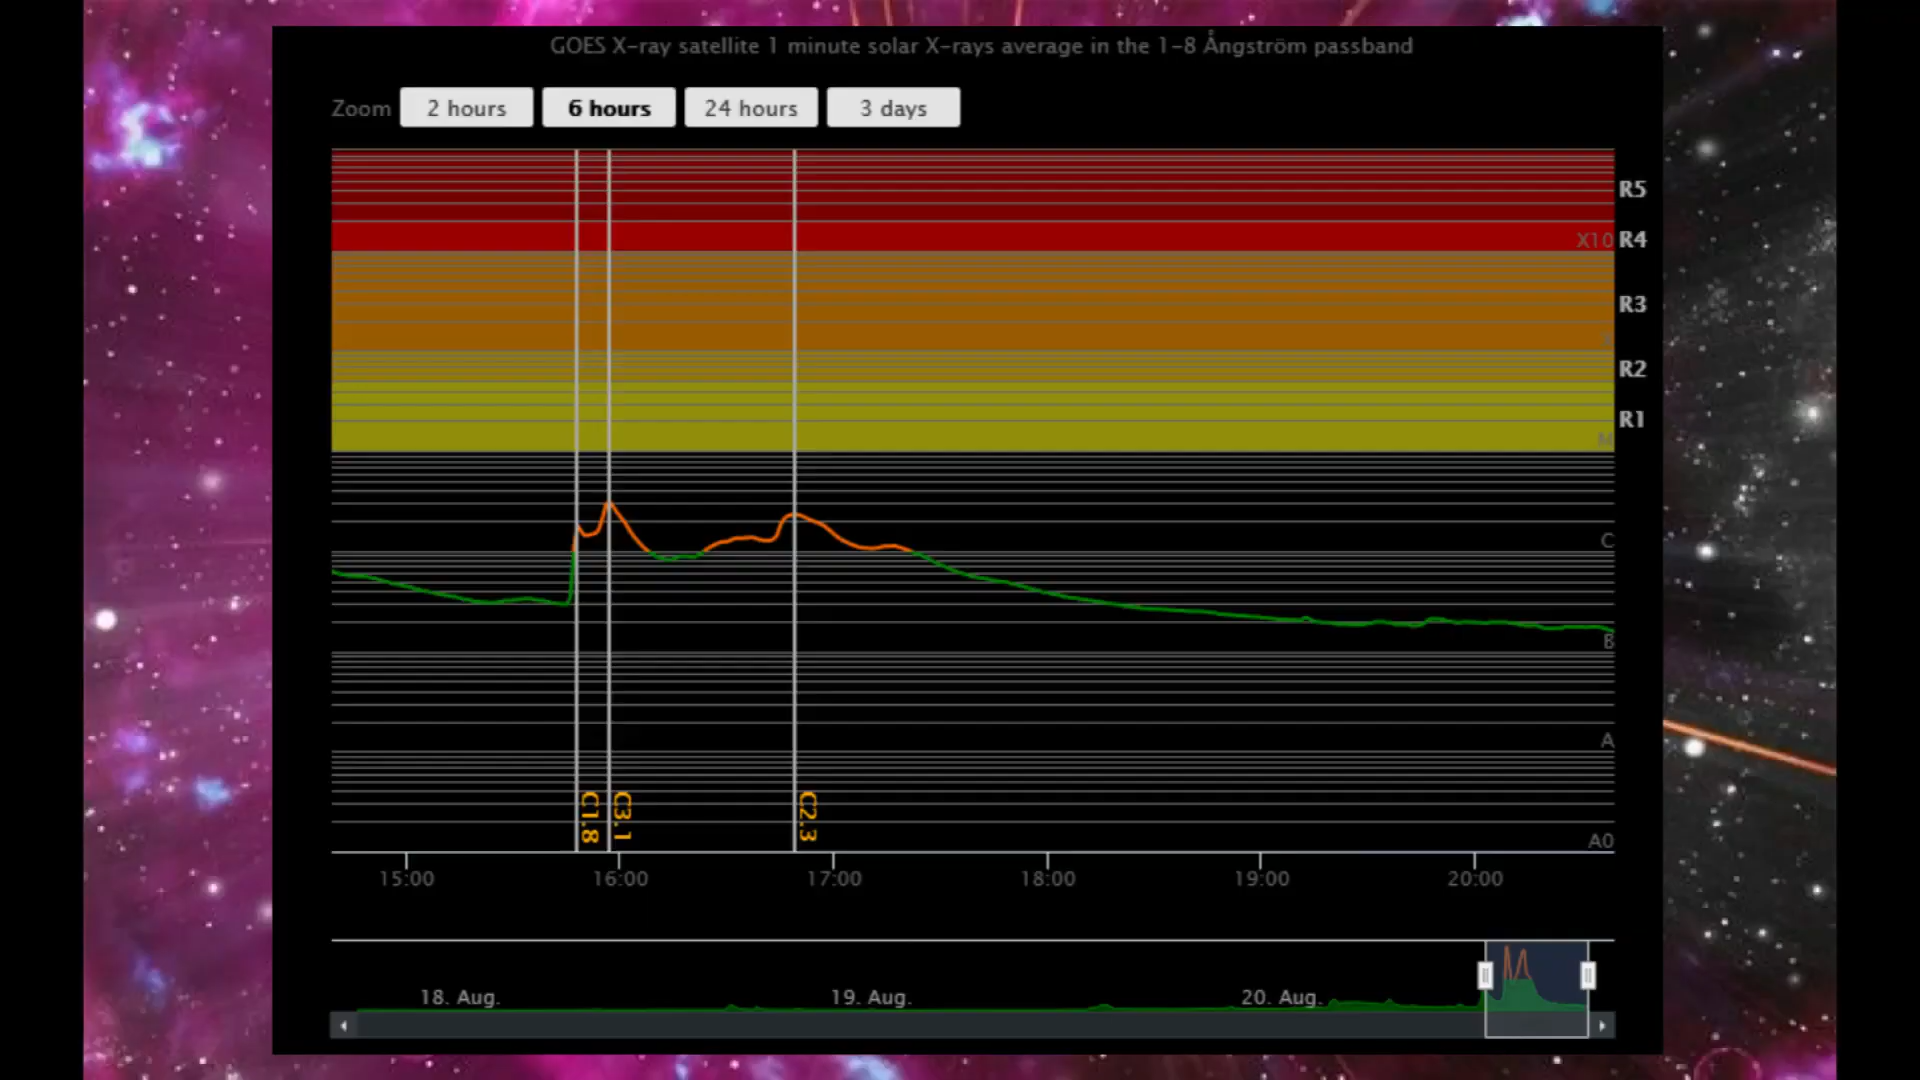 GOES X-ray satellite 1 minute solar X-rays average in the 1-8 Ångström passband
Zoom 2 hours 6 hours 24 hours 3 days
R5
X10 R4
R3
X
R2
R1
M
C
B
A
C1.8 C3.1 C2.3
A0
15:00 16:00 17:00 18:00 19:00 20:00
18. Aug. 19. Aug. 20. Aug.